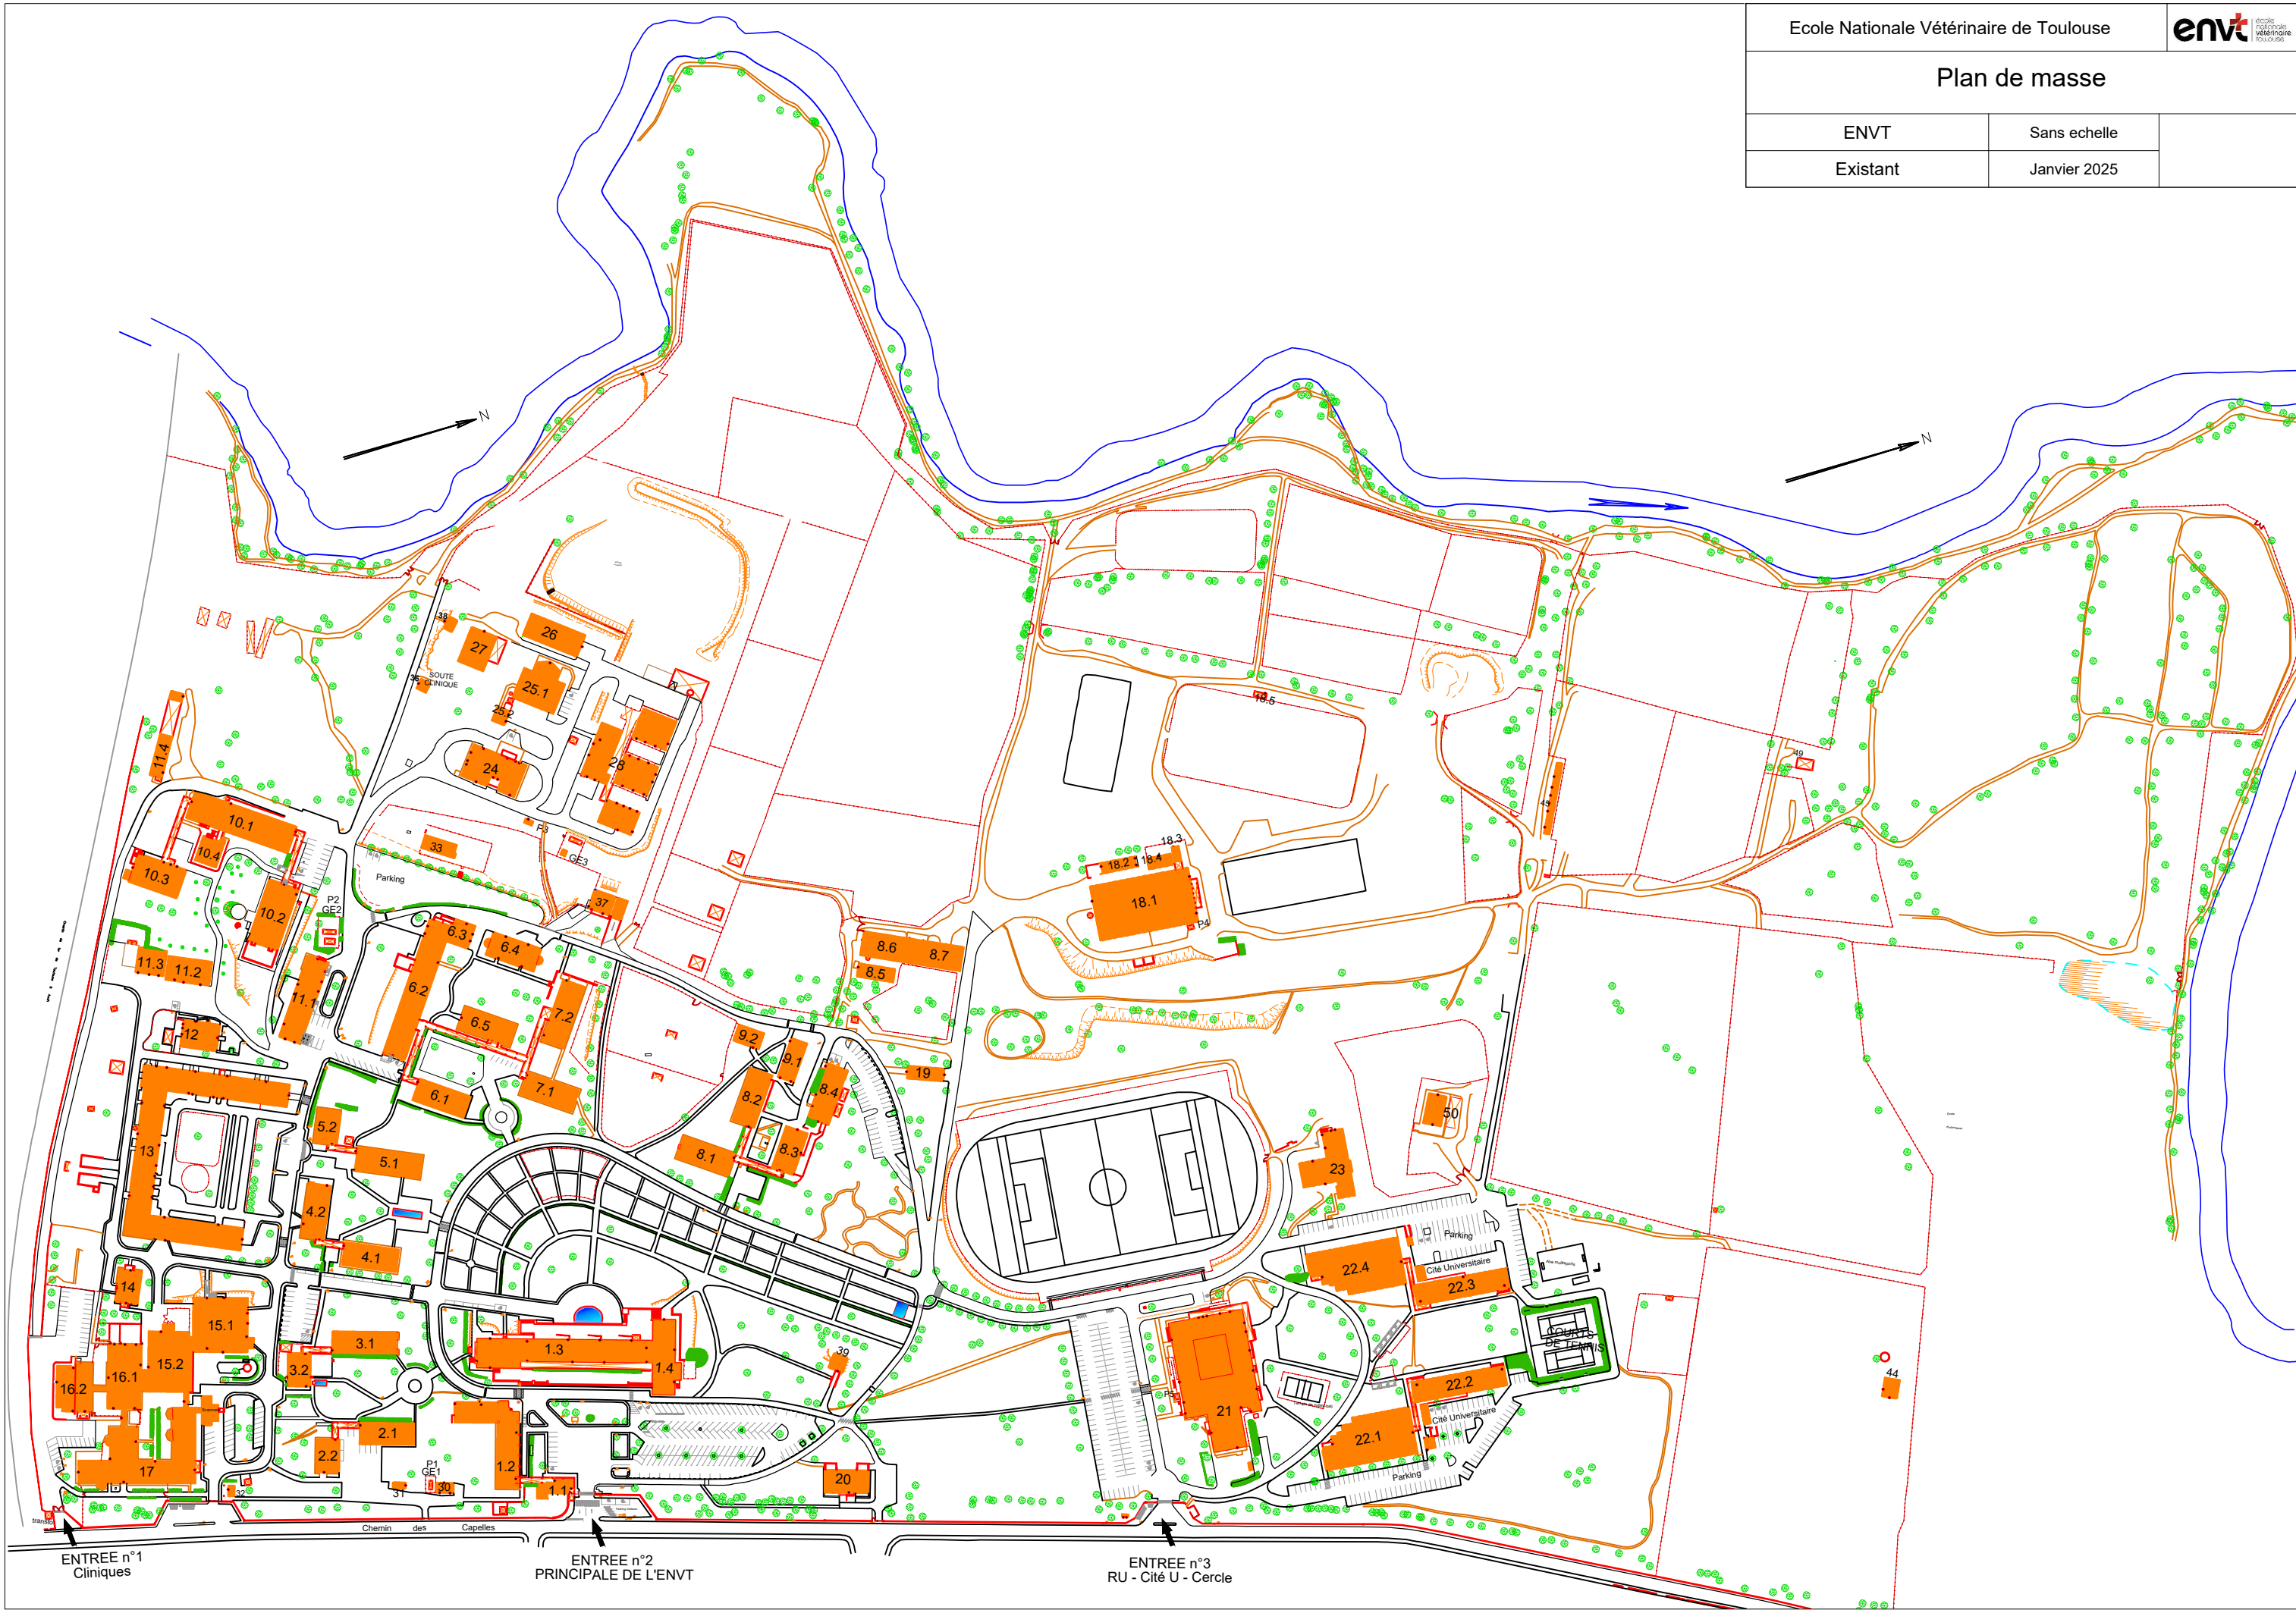 Ecole Nationale Vétérinaire de Toulouse
envt
école
nationale
vétérinaire
toulouse
Plan de masse
ENVT
Sans echelle
Existant
Janvier 2025
N
N
38
26
27
36
SOUTE
CLINIQUE
25.1
25.2
18.5
11.4
24
28
49
45
10.1
P3
33
GE3
10.4
18.3
18.2
18.4
10.3
Parking
37
18.1
P2
GE2
10.2
P4
6.3
6.4
8.6
8.7
11.3
11.2
8.5
6.2
11.1
7.2
6.5
12
9.2
9.1
19
6.1
7.1
8.2
8.4
50
5.2
13
5.1
8.1
8.3
23
4.2
Parking
4.1
22.4
Cité Universitaire
14
22.3
15.1
COURTS
DE TENNIS
3.1
1.3
15.2
3.2
1.4
39
16.1
16.2
44
22.2
P5
21
Cité Universitaire
2.1
22.1
2.2
17
1.2
P1
GE1
20
Parking
31
30
1.1
32
transfo
Chemin des Capelles
ENTREE n°1
Cliniques
ENTREE n°2
PRINCIPALE DE L'ENVT
ENTREE n°3
RU - Cité U - Cercle